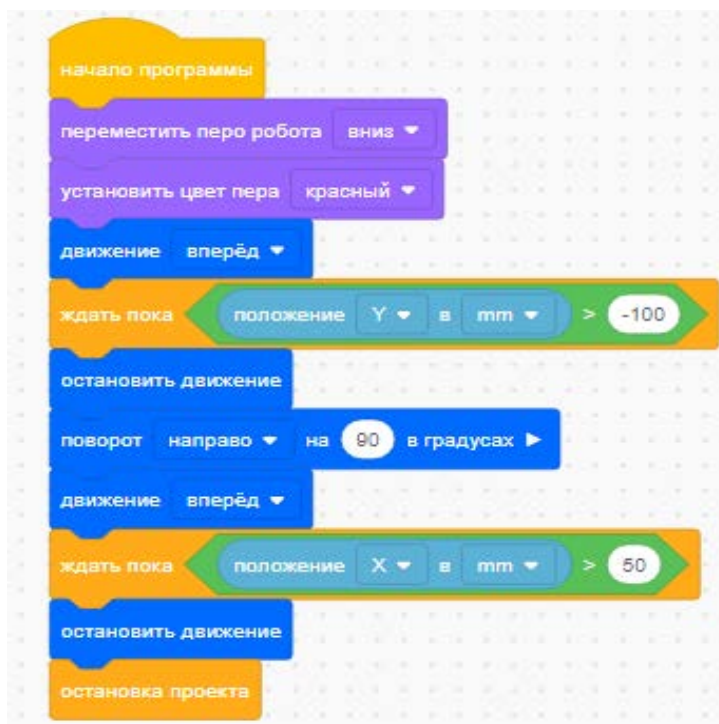 начало программы
переместить перо робота вниз
установить цвет пера красный
движение вперёд
ждать пока положение Y в mm > -100
остановить движение
поворот направо на 90 в градусах
движение вперёд
ждать пока положение X в mm > 50
остановить движение
остановка проекта